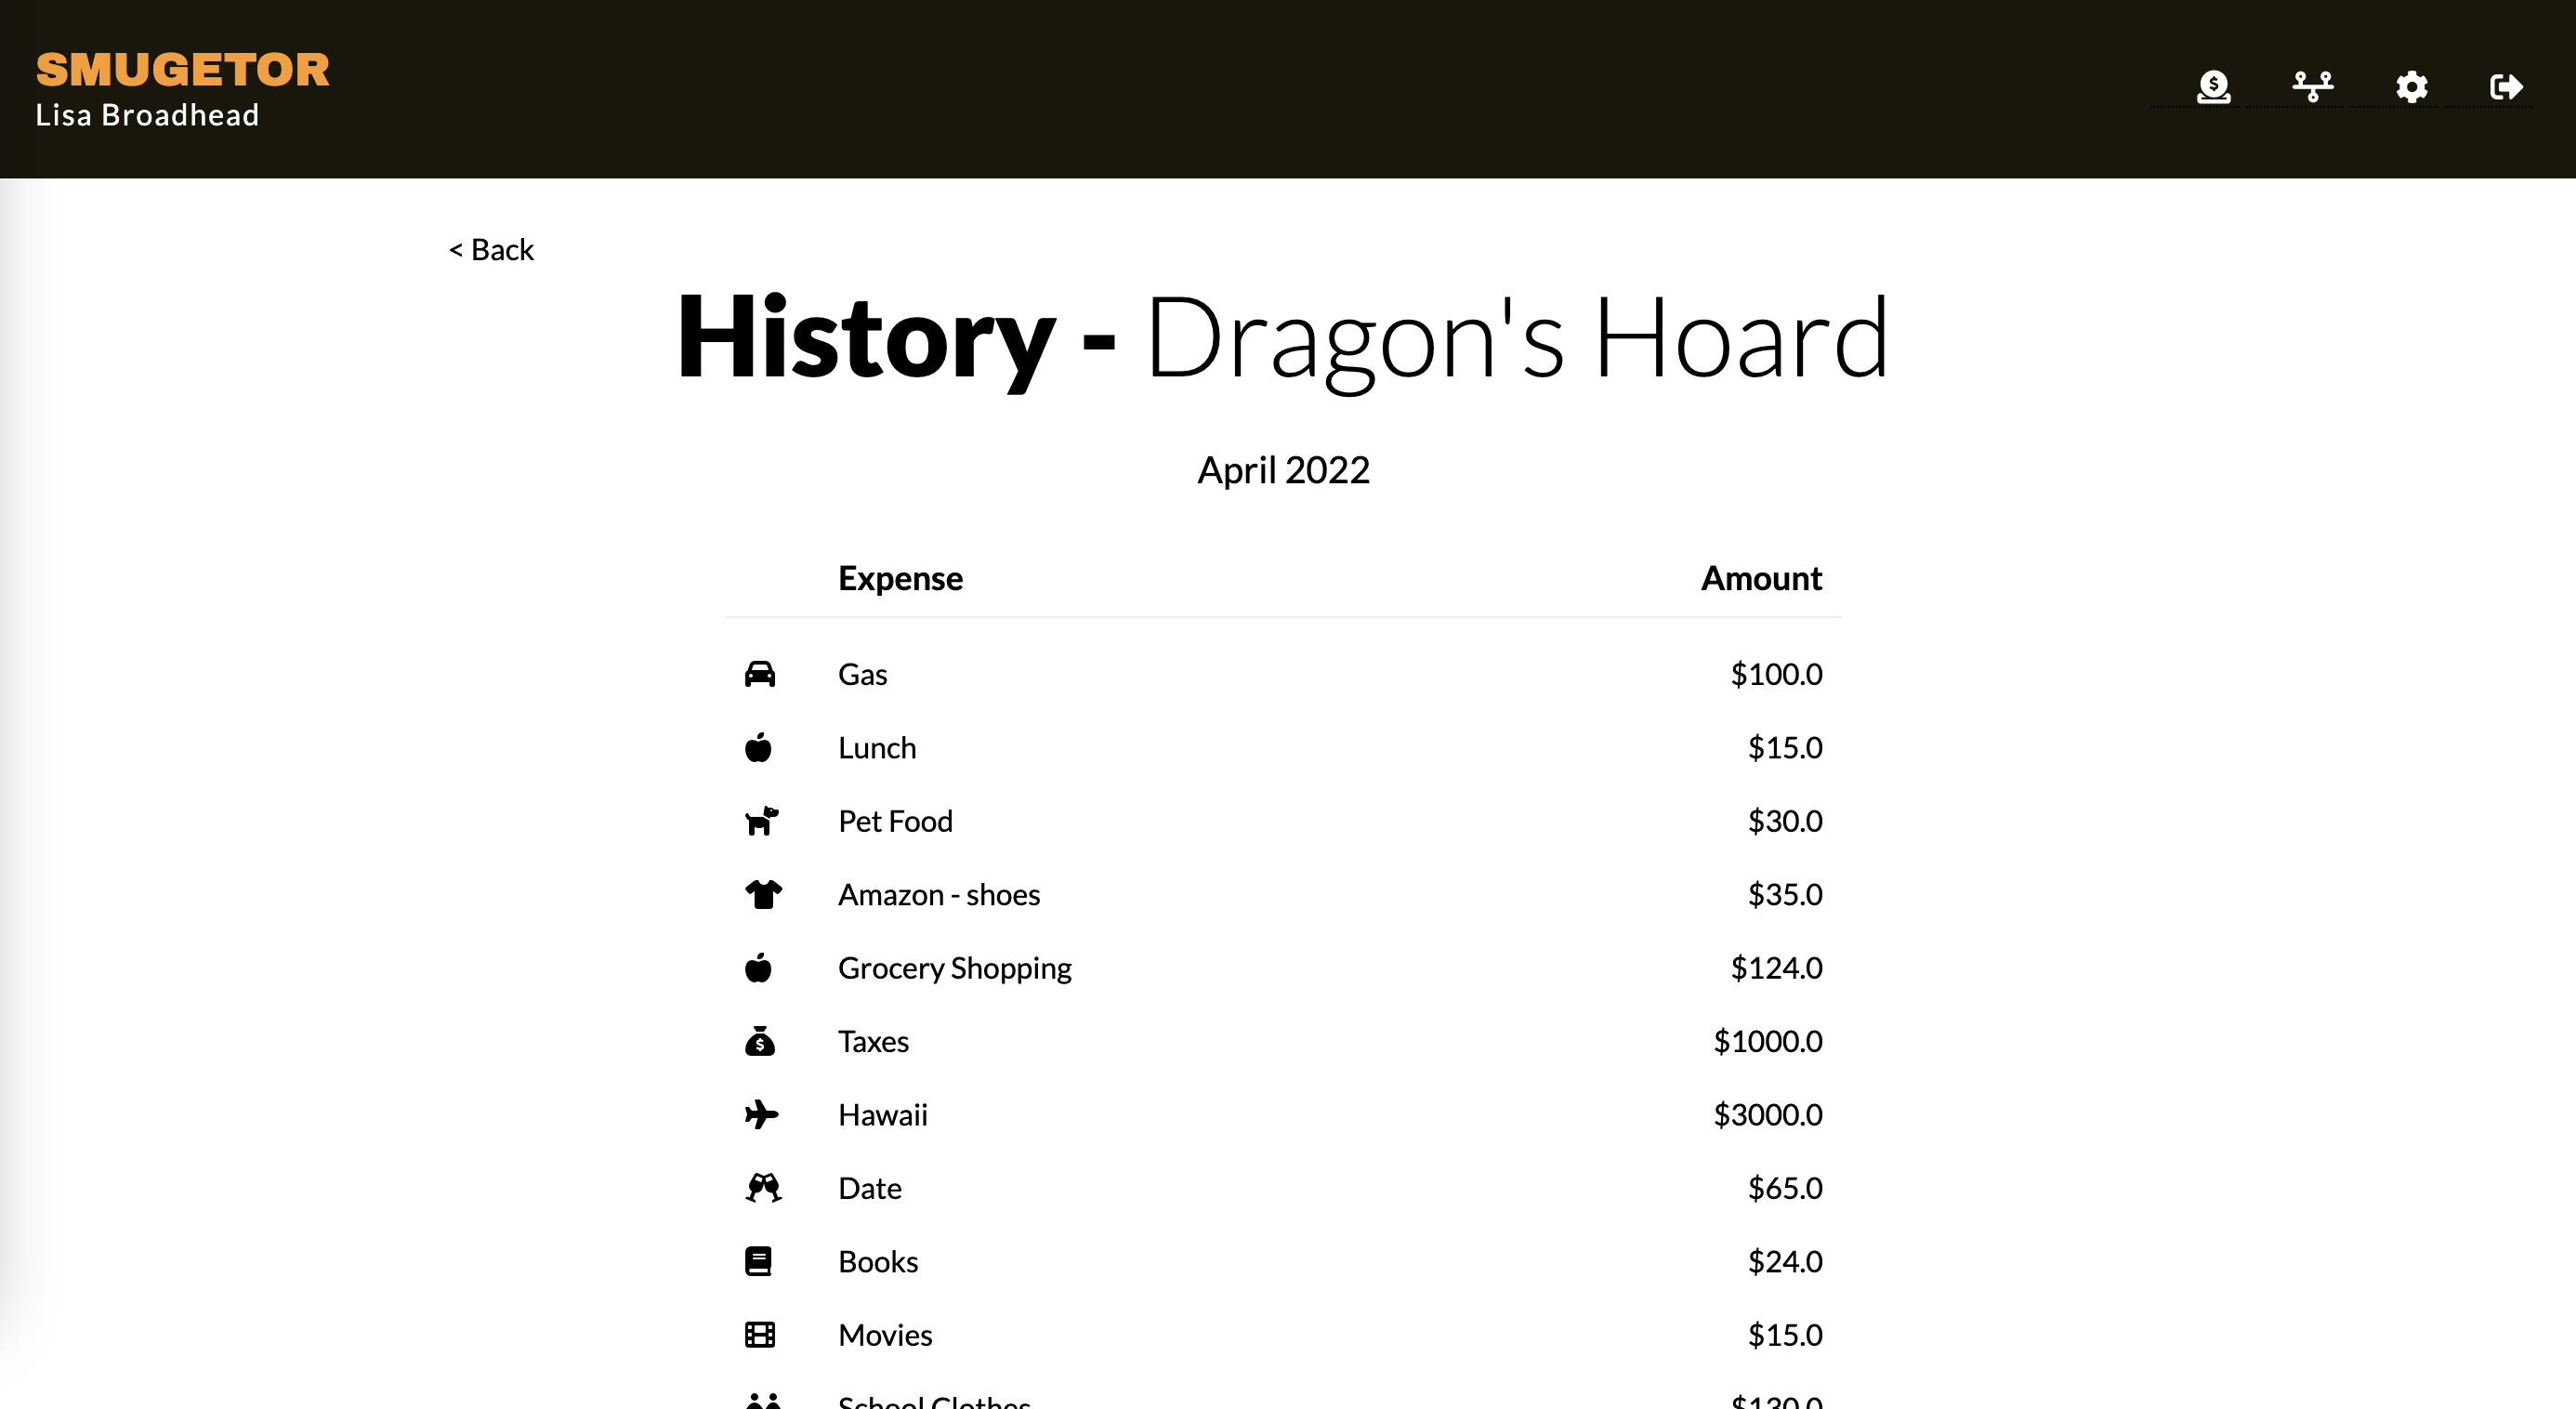 SMUGETOR
Lisa Broadhead
< Back
History - Dragon's Hoard
April 2022
Expense Amount
Gas $100.0
Lunch $15.0
Pet Food $30.0
Amazon - shoes $35.0
Grocery Shopping $124.0
Taxes $1000.0
Hawaii $3000.0
Date $65.0
Books $24.0
Movies $15.0
School Clothes $130.0